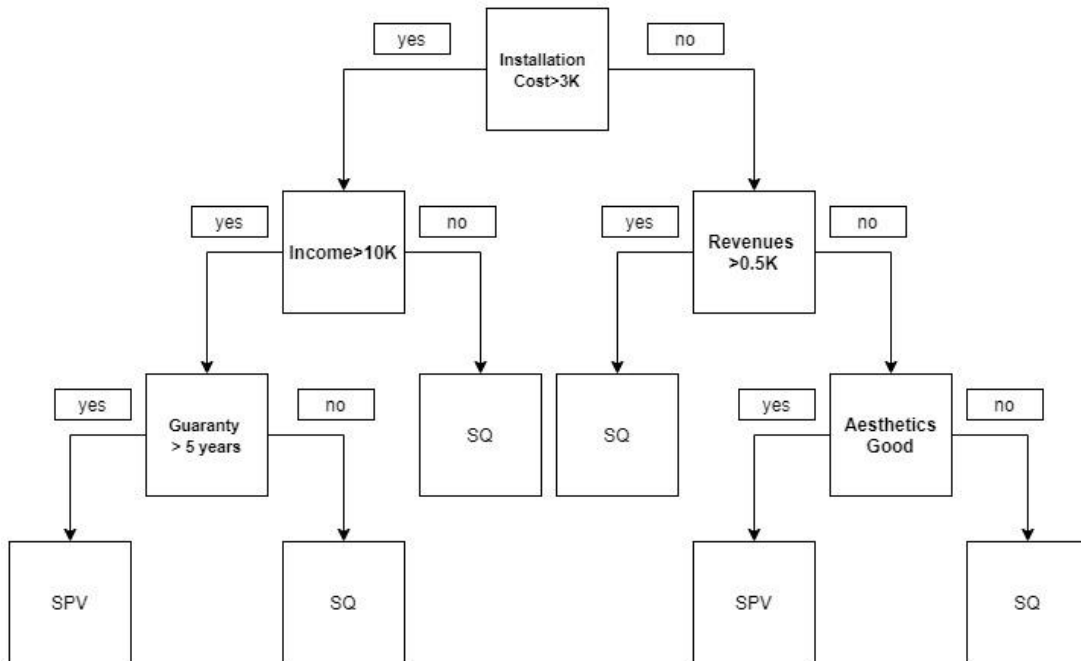 yes
Installation
Cost>3K
no
yes
Income>10K
no
yes
Revenues
>0.5K
no
yes
Guaranty
> 5 years
no
SQ
SQ
yes
Aesthetics
Good
no
SPV
SQ
SPV
SQ